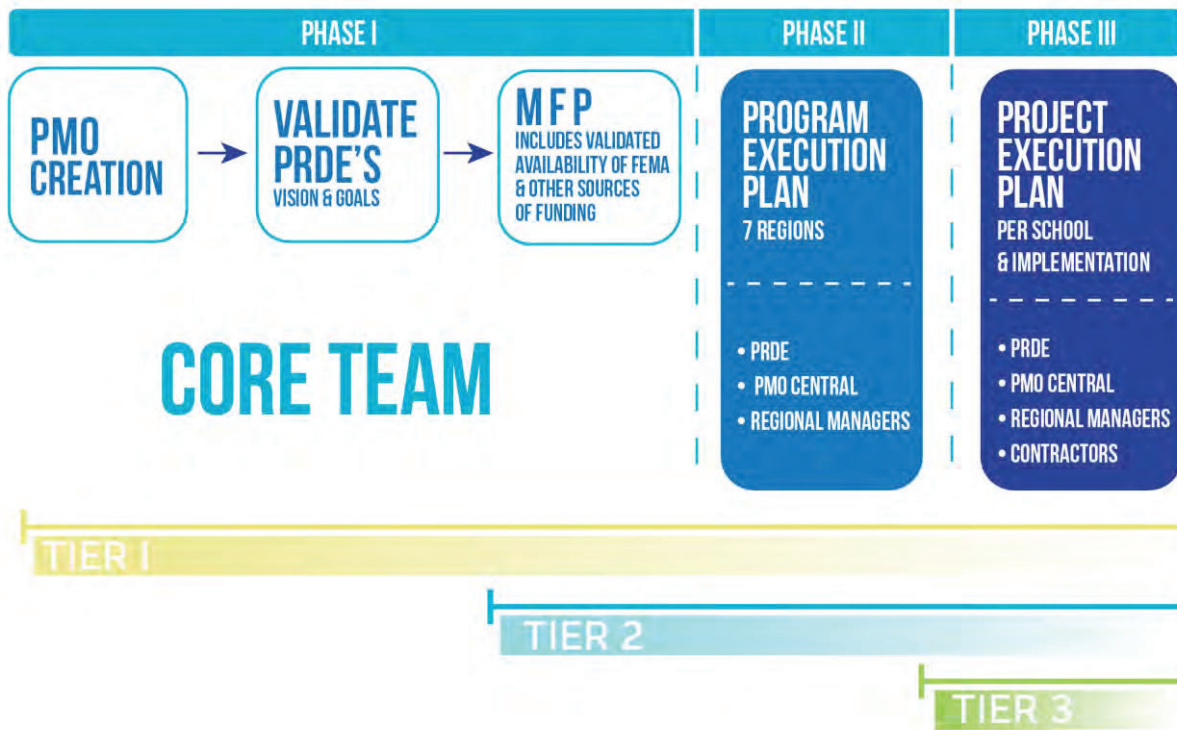 PHASE I
PHASE II
PHASE III
PMO
CREATION
VALIDATE
PRDE'S
VISION & GOALS
MFP
INCLUDES VALIDATED
AVAILABILITY OF FEMA
& OTHER SOURCES
OF FUNDING
PROGRAM
EXECUTION
PLAN
7 REGIONS
• PRDE
• PMO CENTRAL
• REGIONAL MANAGERS
PROJECT
EXECUTION
PLAN
PER SCHOOL
& IMPLEMENTATION
• PRDE
• PMO CENTRAL
• REGIONAL MANAGERS
• CONTRACTORS
CORE TEAM
TIER 1
TIER 2
TIER 3